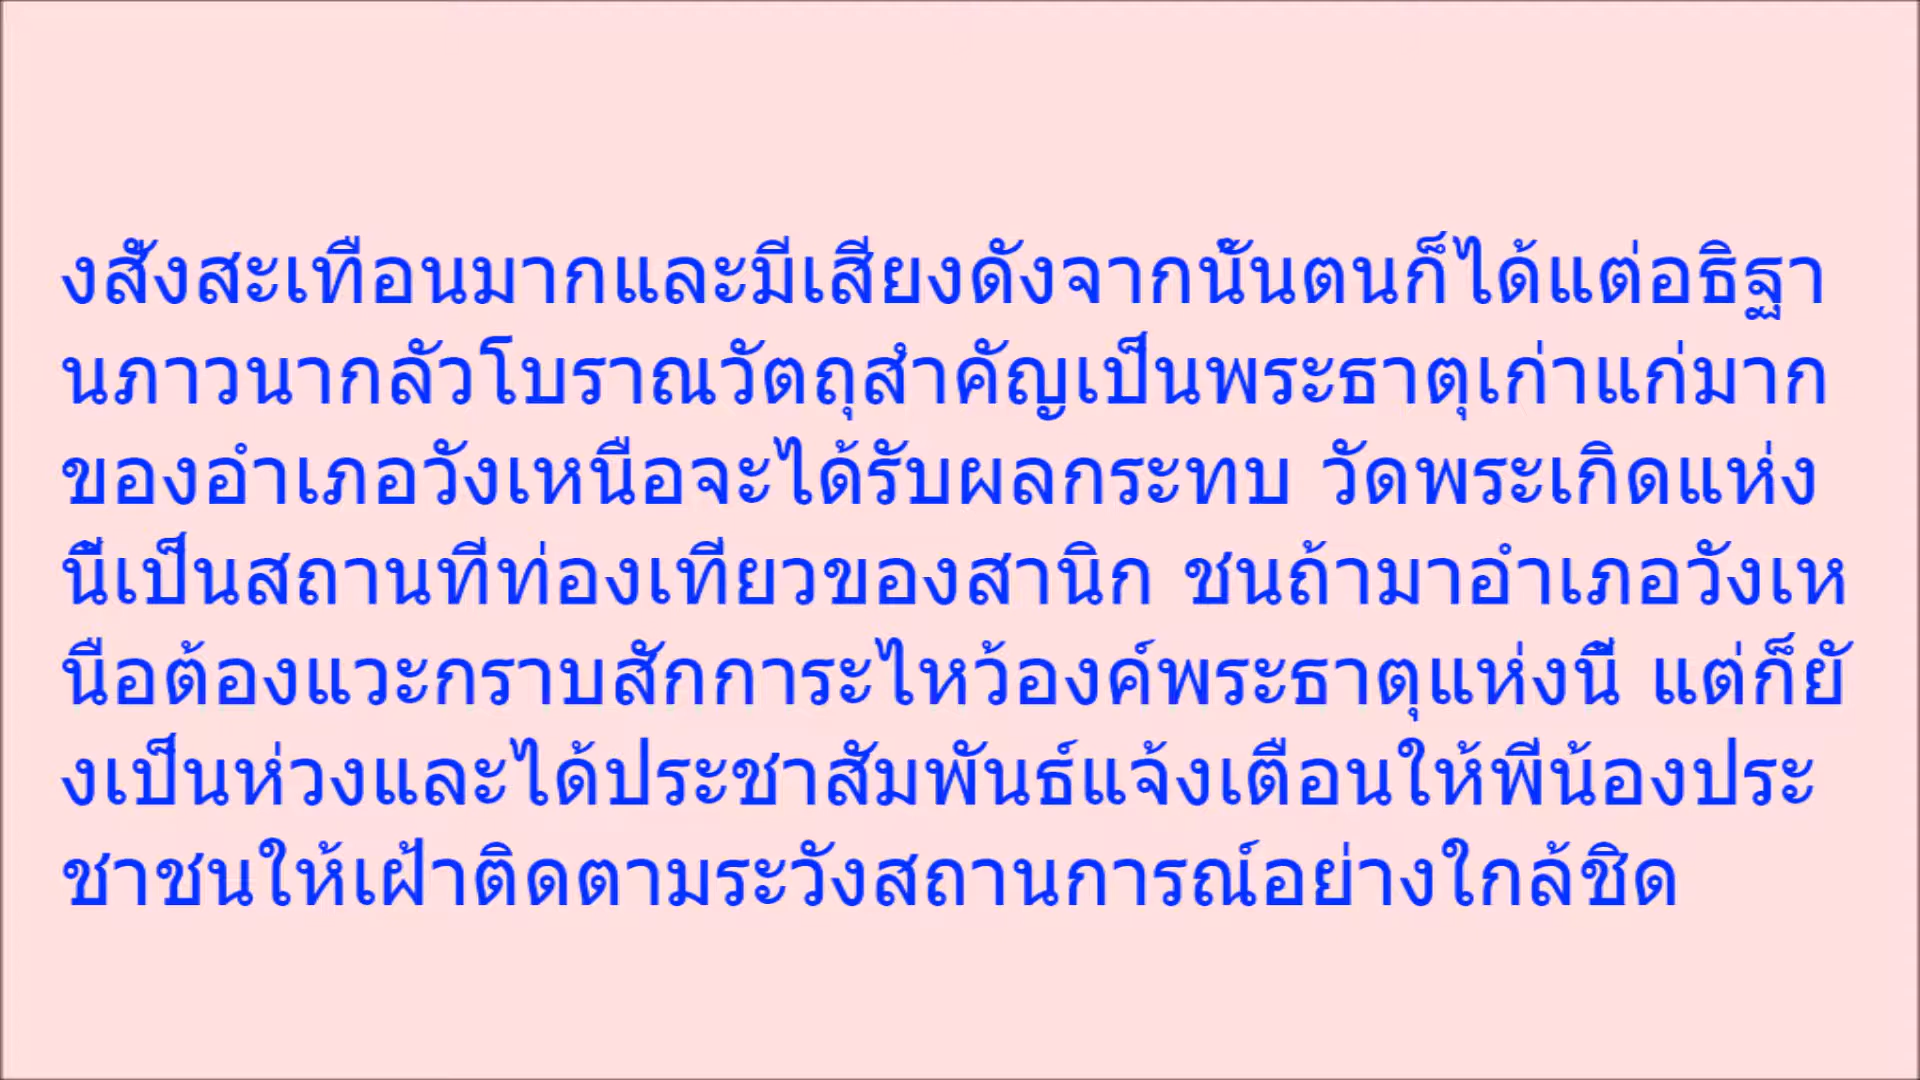 งสั่งสะเทือนมากและมีเสียงดังจากนั้นตนก็ได้แต่อธิฐา
นภาวนากลัวโบราณวัตถุสำคัญเป็นพระธาตุเก่าแก่มาก
ของอำเภอวังเหนือจะได้รับผลกระทบ วัดพระเกิดแห่ง
นี้เป็นสถานที่ท่องเที่ยวของสานิก ชนถ้ามาอำเภอวังเห
นือต้องแวะกราบสักการะไหว้องค์พระธาตุแห่งนี้ แต่ก็ยั
งเป็นห่วงและได้ประชาสัมพันธ์แจ้งเตือนให้พี่น้องประ
ชาชนให้เฝ้าติดตามระวังสถานการณ์อย่างใกล้ชิด